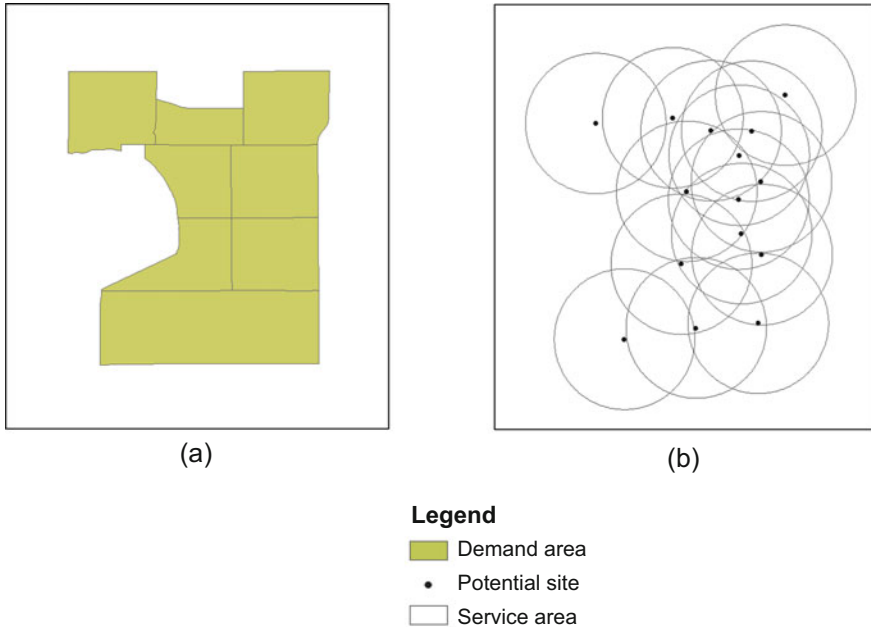 (a)
(b)
Legend
Demand area
Potential site
Service area